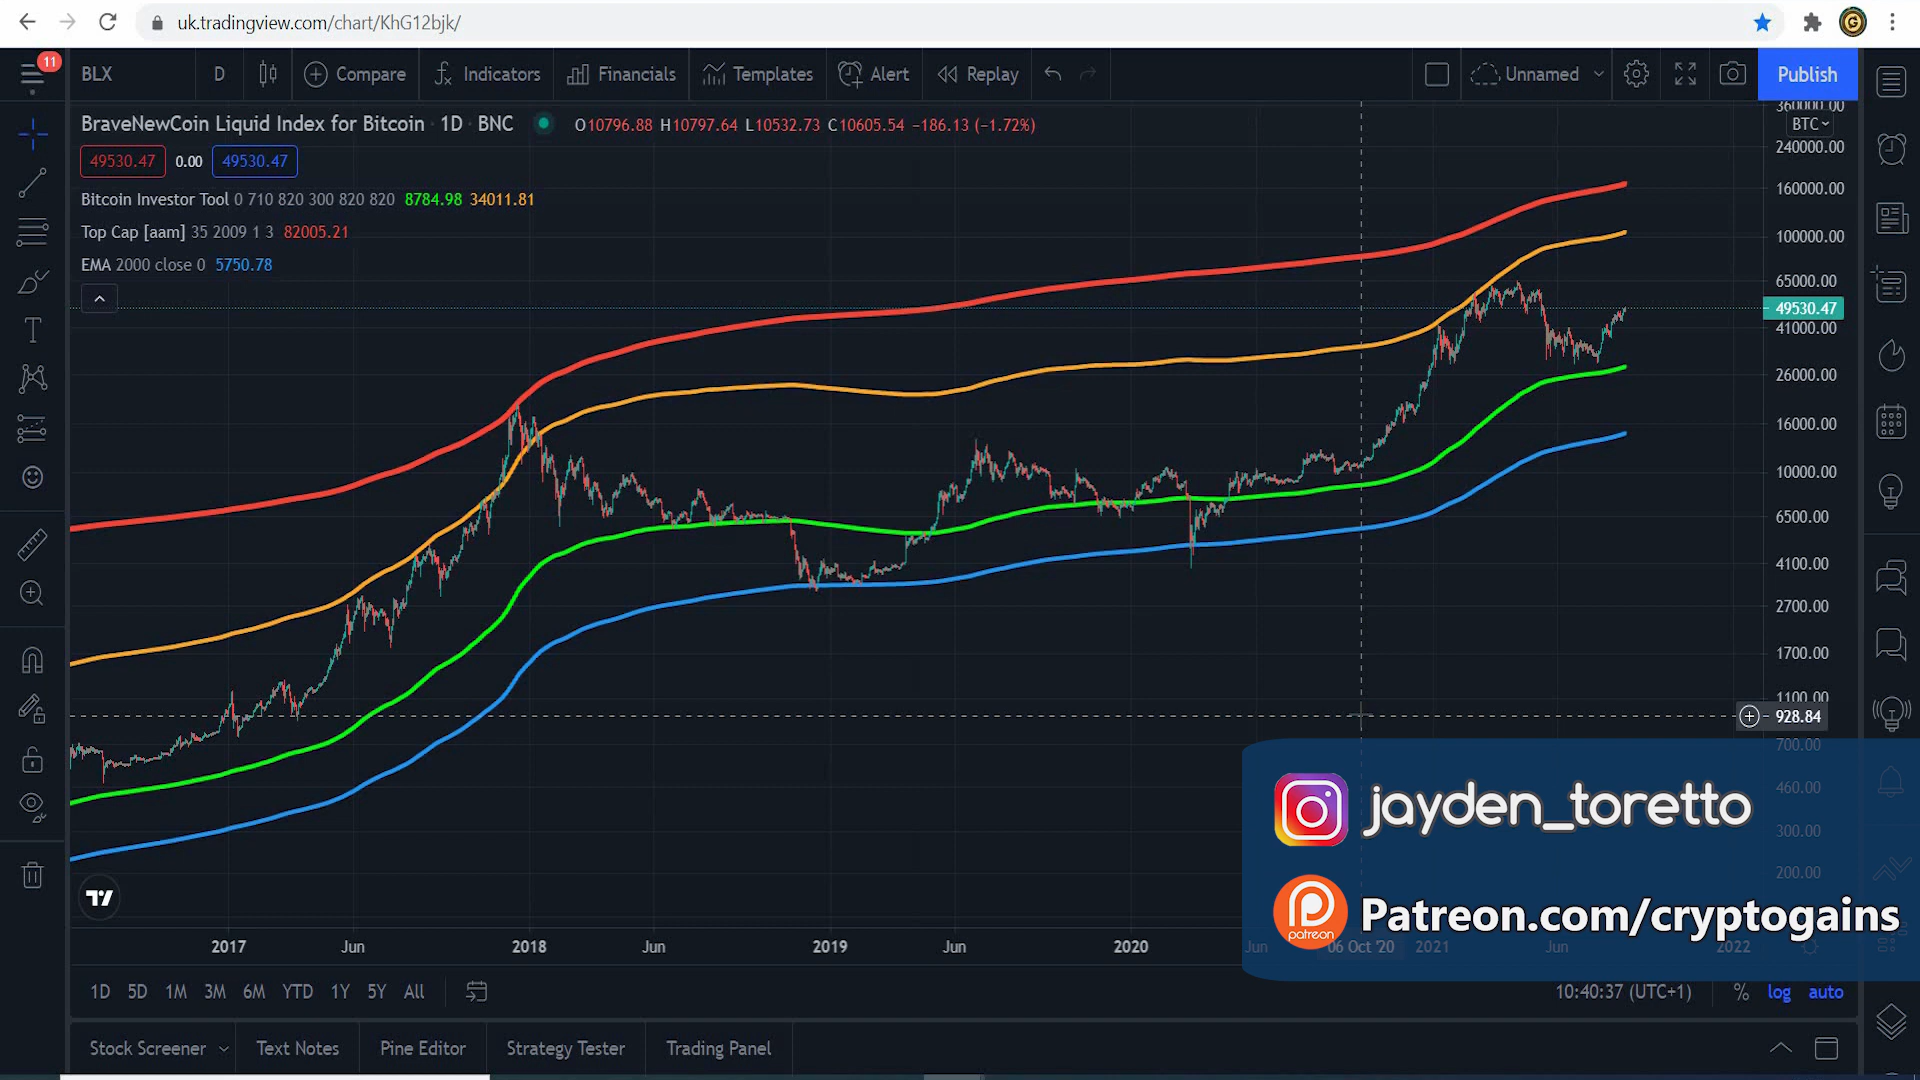 uk.tradingview.com/chart/KhG12bjk/
11
BLX D Compare Indicators Financials Templates Alert Replay Unnamed Publish
BraveNewCoin Liquid Index for Bitcoin · 1D · BNC O10796.88 H10797.64 L10532.73 C10605.54 −186.13 (−1.72%)
49530.47 0.00 49530.47
Bitcoin Investor Tool 0 710 820 300 820 820 8784.98 34011.81
Top Cap [aam] 35 2009 1 3 82005.21
EMA 2000 close 0 5750.78
360000.00
BTC
240000.00
160000.00
100000.00
65000.00
49530.47
41000.00
26000.00
16000.00
10000.00
6500.00
4100.00
2700.00
1700.00
1100.00
928.84
700.00
460.00
300.00
200.00
jayden_toretto
patreon
Patreon.com/cryptogains
2017 Jun 2018 Jun 2019 Jun 2020 Jun 06 Oct '20 2021 Jun 2022
1D 5D 1M 3M 6M YTD 1Y 5Y All 10:40:37 (UTC+1) % log auto
Stock Screener Text Notes Pine Editor Strategy Tester Trading Panel